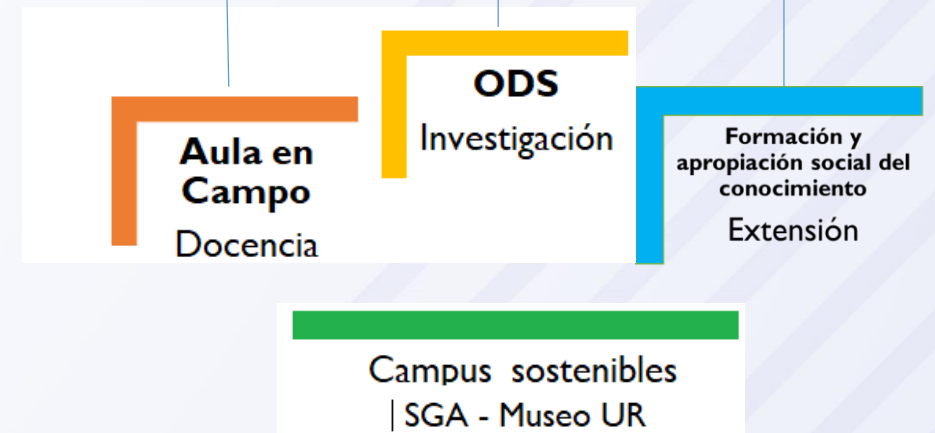 Aula en
Campo
Docencia
ODS
Investigación
Formación y
apropiación social del
conocimiento
Extensión
Campus sostenibles
SGA - Museo UR